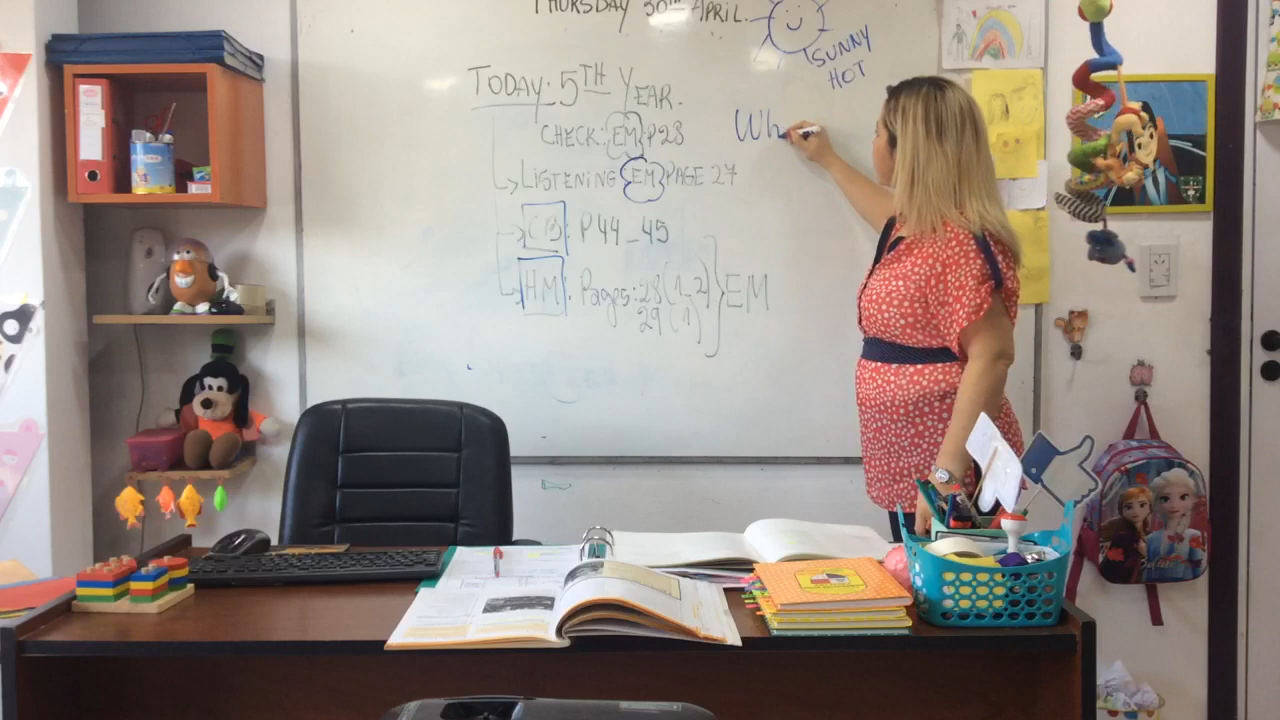 THURSDAY 30th APRIL.
SUNNY
HOT
TODAY: 5TH YEAR.
CHECK: EM P28
LISTENING EM PAGE 27
CB: P44_45
HM: Pages: 28 (1_2)
29 (1)
EM
Wh